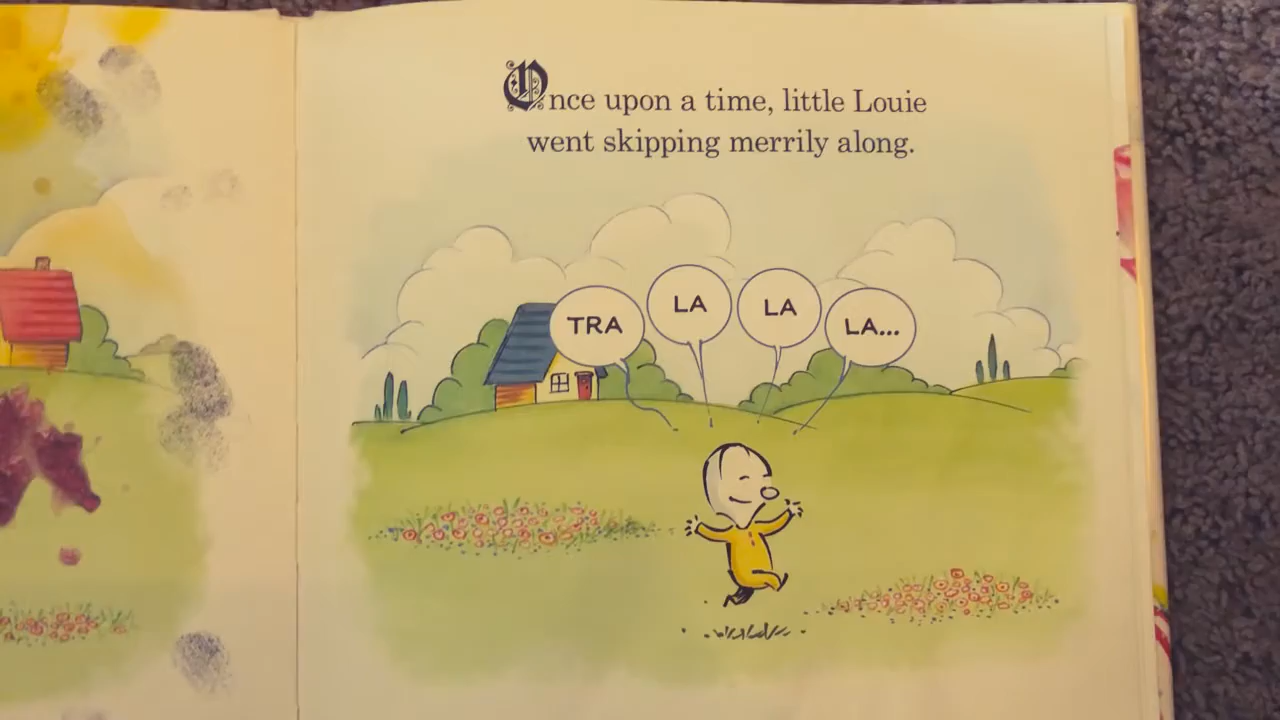 Once upon a time, little Louie
went skipping merrily along.
TRA
LA
LA
LA...